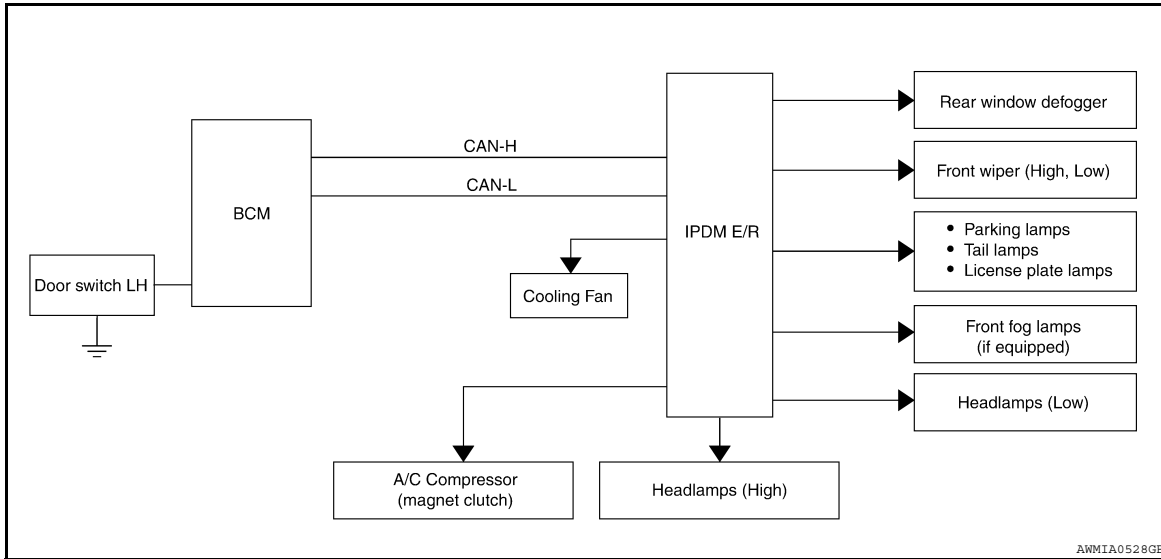 Rear window defogger
CAN-H
Front wiper (High, Low)
CAN-L
BCM
IPDM E/R
• Parking lamps
• Tail lamps
• License plate lamps
Door switch LH
Cooling Fan
Front fog lamps
(if equipped)
Headlamps (Low)
A/C Compressor
(magnet clutch)
Headlamps (High)
AWMIA0528GB